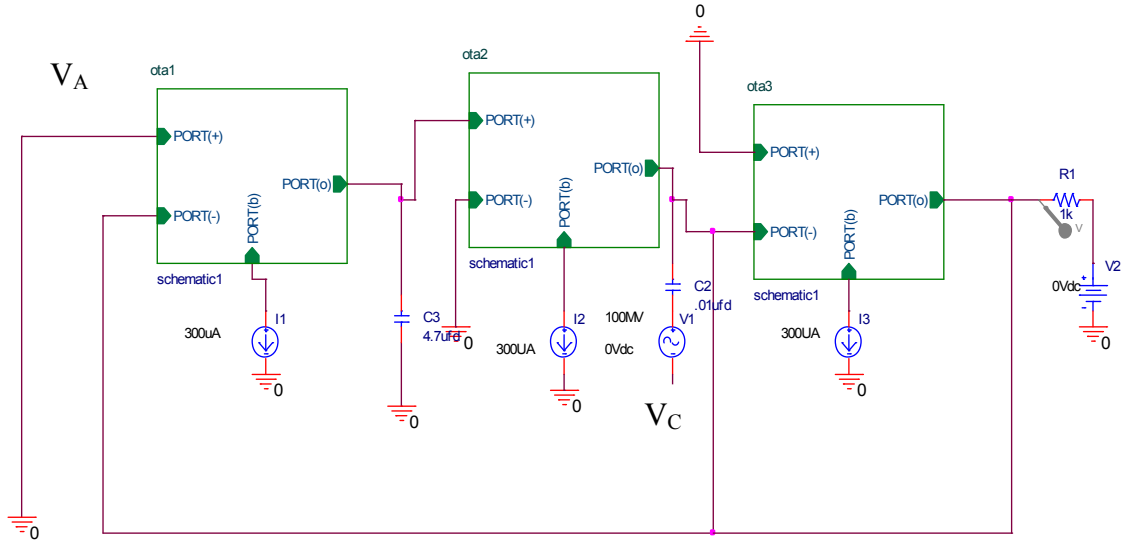 0
ota2
ota1
ota3
V_A
PORT(+)
PORT(+)
PORT(+)
PORT(o)
PORT(o)
R1
PORT(-)
PORT(b)
PORT(-)
PORT(b)
PORT(o)
1k
V
PORT(-)
PORT(b)
schematic1
schematic1
C2
.01ufd
schematic1
V2
0Vdc
+
-
I1
300uA
C3
4.7ufd
0
I2
300UA
100MV
V1
0Vdc
I3
300UA
0
0
0
0
0
V_C
0